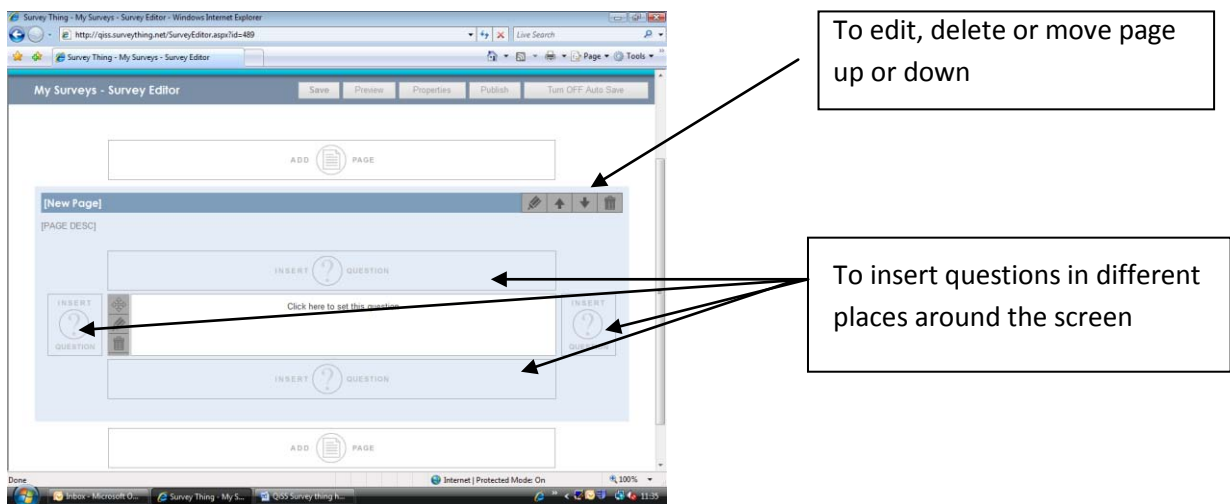 Survey Thing - My Surveys - Survey Editor - Windows Internet Explorer
http://qiss.surveything.net/SurveyEditor.aspx?id=489
Live Search
Survey Thing - My Surveys - Survey Editor
Page
Tools
My Surveys - Survey Editor
Save
Preview
Properties
Publish
Turn OFF Auto Save
ADD PAGE
[New Page]
[PAGE DESC]
INSERT QUESTION
INSERT
QUESTION
Click here to set this question
INSERT
QUESTION
INSERT QUESTION
ADD PAGE
Done
Internet | Protected Mode: On
100%
Inbox - Microsoft O...
Survey Thing - My S...
QiSS Survey thing h...
11:35
To edit, delete or move page
up or down
To insert questions in different
places around the screen